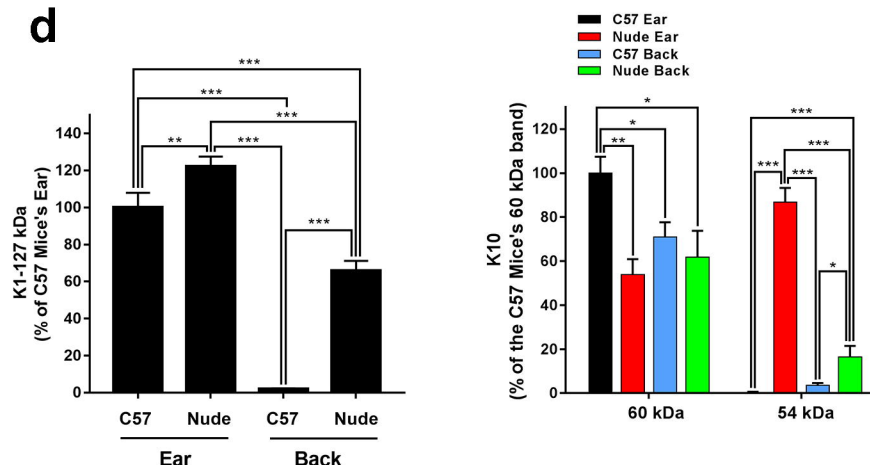 d
K1-127 kDa
(% of C57 Mice's Ear)
140
120
100
80
60
40
20
0
***
***
***
**
***
***
C57
Nude
C57
Nude
Ear
Back
C57 Ear
Nude Ear
C57 Back
Nude Back
K10
(% of the C57 Mice's 60 kDa band)
120
100
80
60
40
20
0
*
*
**
***
***
***
***
*
60 kDa
54 kDa